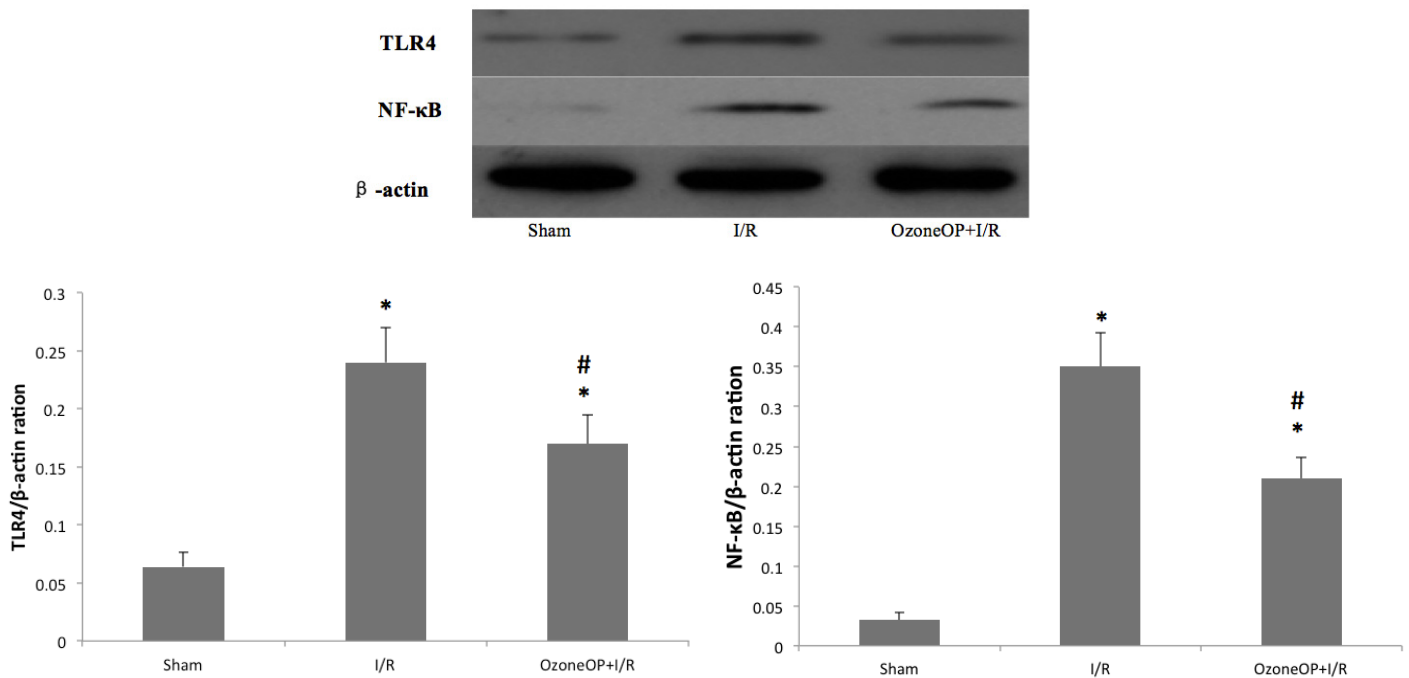 TLR4
NF-κB
β-actin
Sham I/R OzoneOP+I/R
TLR4/β-actin ration
0.3
0.25
0.2
0.15
0.1
0.05
0
*
#
*
Sham I/R OzoneOP+I/R
NF-κB/β-actin ration
0.45
0.4
0.35
0.3
0.25
0.2
0.15
0.1
0.05
0
*
#
*
Sham I/R OzoneOP+I/R